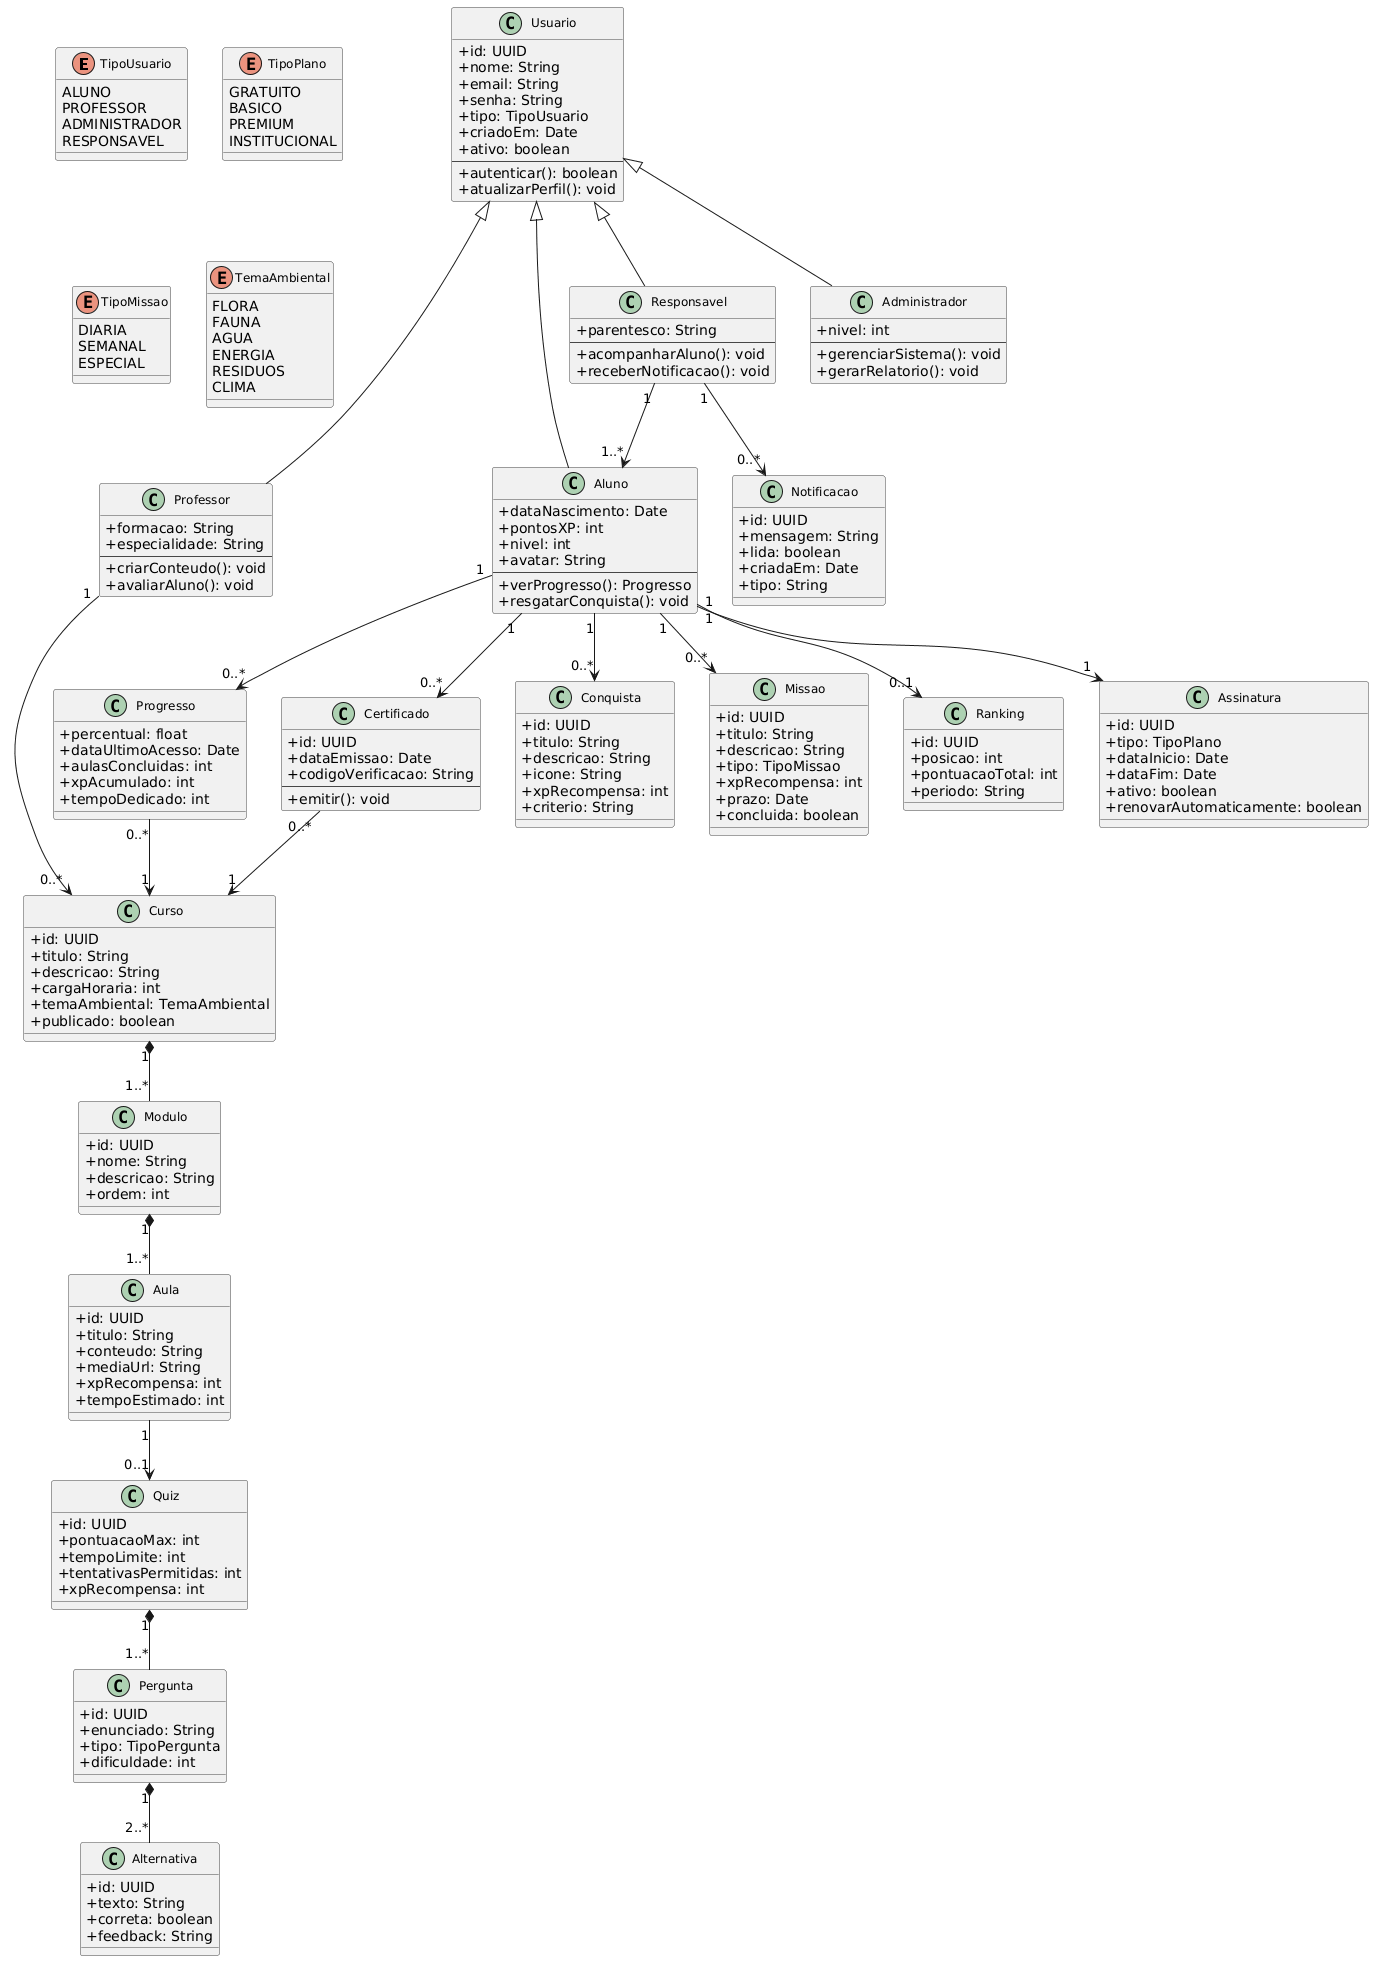 C Usuario
+id: UUID
+nome: String
+email: String
+senha: String
+tipo: TipoUsuario
+criadoEm: Date
+ativo: boolean
+autenticar(): boolean
+atualizarPerfil(): void
E TipoUsuario
ALUNO
PROFESSOR
ADMINISTRADOR
RESPONSAVEL
E TipoPlano
GRATUITO
BASICO
PREMIUM
INSTITUCIONAL
E TipoMissao
DIARIA
SEMANAL
ESPECIAL
E TemaAmbiental
FLORA
FAUNA
AGUA
ENERGIA
RESIDUOS
CLIMA
C Responsavel
+parentesco: String
+acompanharAluno(): void
+receberNotificacao(): void
C Administrador
+nivel: int
+gerenciarSistema(): void
+gerarRelatorio(): void
1
1
1..*
0..*
C Professor
+formacao: String
+especialidade: String
+criarConteudo(): void
+avaliarAluno(): void
C Aluno
+dataNascimento: Date
+pontosXP: int
+nivel: int
+avatar: String
+verProgresso(): Progresso
+resgatarConquista(): void
C Notificacao
+id: UUID
+mensagem: String
+lida: boolean
+criadaEm: Date
+tipo: String
1
1
1
1
1
1
1
0..*
0..*
0..*
0..*
0..1
1
C Progresso
+percentual: float
+dataUltimoAcesso: Date
+aulasConcluidas: int
+xpAcumulado: int
+tempoDedicado: int
C Certificado
+id: UUID
+dataEmissao: Date
+codigoVerificacao: String
+emitir(): void
C Conquista
+id: UUID
+titulo: String
+descricao: String
+icone: String
+xpRecompensa: int
+criterio: String
C Missao
+id: UUID
+titulo: String
+descricao: String
+tipo: TipoMissao
+xpRecompensa: int
+prazo: Date
+concluida: boolean
C Ranking
+id: UUID
+posicao: int
+pontuacaoTotal: int
+periodo: String
C Assinatura
+id: UUID
+tipo: TipoPlano
+dataInicio: Date
+dataFim: Date
+ativo: boolean
+renovarAutomaticamente: boolean
0..*
0..*
0..*
1
1
C Curso
+id: UUID
+titulo: String
+descricao: String
+cargaHoraria: int
+temaAmbiental: TemaAmbiental
+publicado: boolean
1
1..*
C Modulo
+id: UUID
+nome: String
+descricao: String
+ordem: int
1
1..*
C Aula
+id: UUID
+titulo: String
+conteudo: String
+mediaUrl: String
+xpRecompensa: int
+tempoEstimado: int
1
0..1
C Quiz
+id: UUID
+pontuacaoMax: int
+tempoLimite: int
+tentativasPermitidas: int
+xpRecompensa: int
1
1..*
C Pergunta
+id: UUID
+enunciado: String
+tipo: TipoPergunta
+dificuldade: int
1
2..*
C Alternativa
+id: UUID
+texto: String
+correta: boolean
+feedback: String